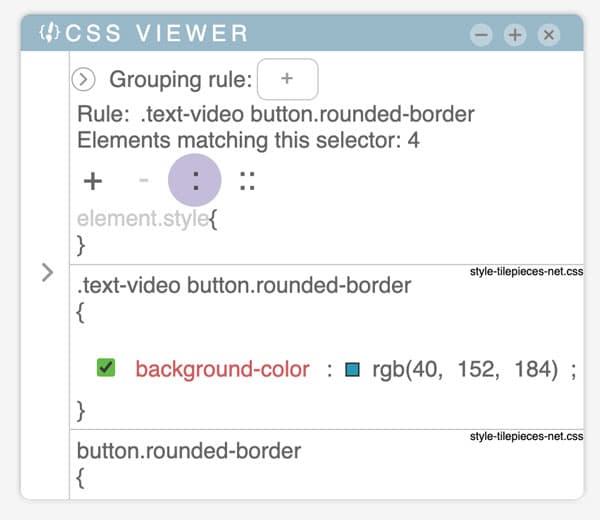 CSS VIEWER
Grouping rule: +
Rule: .text-video button.rounded-border
Elements matching this selector: 4
+ - : ::
element.style{
}
style-tilepieces-net.css
.text-video button.rounded-border
{
background-color : rgb(40, 152, 184) ;
}
style-tilepieces-net.css
button.rounded-border
{